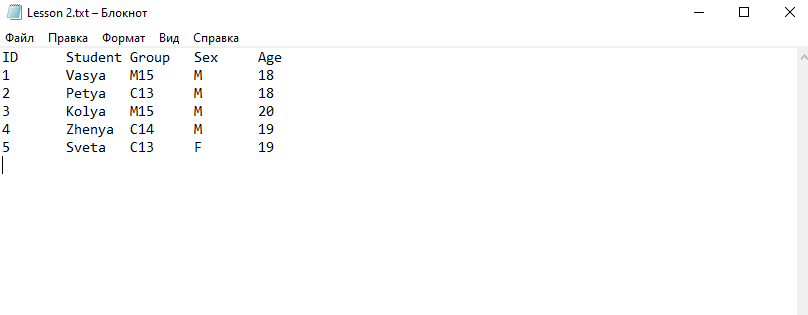 Lesson 2.txt – Блокнот
Файл Правка Формат Вид Справка
ID Student Group Sex Age
1 Vasya M15 M 18
2 Petya C13 M 18
3 Kolya M15 M 20
4 Zhenya C14 M 19
5 Sveta C13 F 19